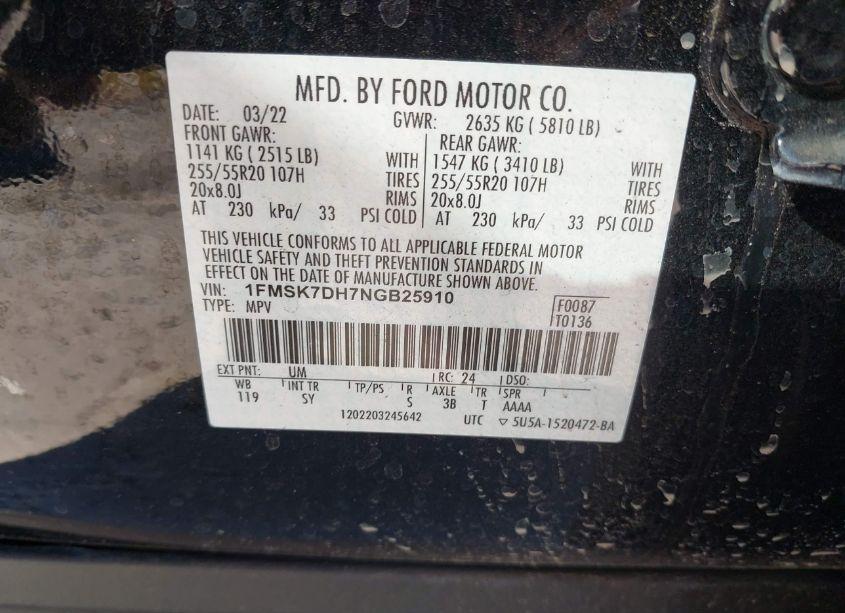 MFD. BY FORD MOTOR CO.
DATE: 03/22 GVWR: 2635 KG ( 5810 LB)
FRONT GAWR: REAR GAWR:
1141 KG ( 2515 LB) WITH 1547 KG ( 3410 LB) WITH
255/55R20 107H TIRES 255/55R20 107H TIRES
20x8.0J RIMS 20x8.0J RIMS
AT 230 kPa/ 33 PSI COLD AT 230 kPa/ 33 PSI COLD
THIS VEHICLE CONFORMS TO ALL APPLICABLE FEDERAL MOTOR
VEHICLE SAFETY AND THEFT PREVENTION STANDARDS IN
EFFECT ON THE DATE OF MANUFACTURE SHOWN ABOVE.
VIN: 1FMSK7DH7NGB25910 F0087
TYPE: MPV T0136
EXT PNT: UM RC: 24 DSO:
WB INT TR TP/PS R AXLE TR SPR
119 SY S 3B T AAAA
1202203245642 UTC ▽ 5U5A-1520472-BA